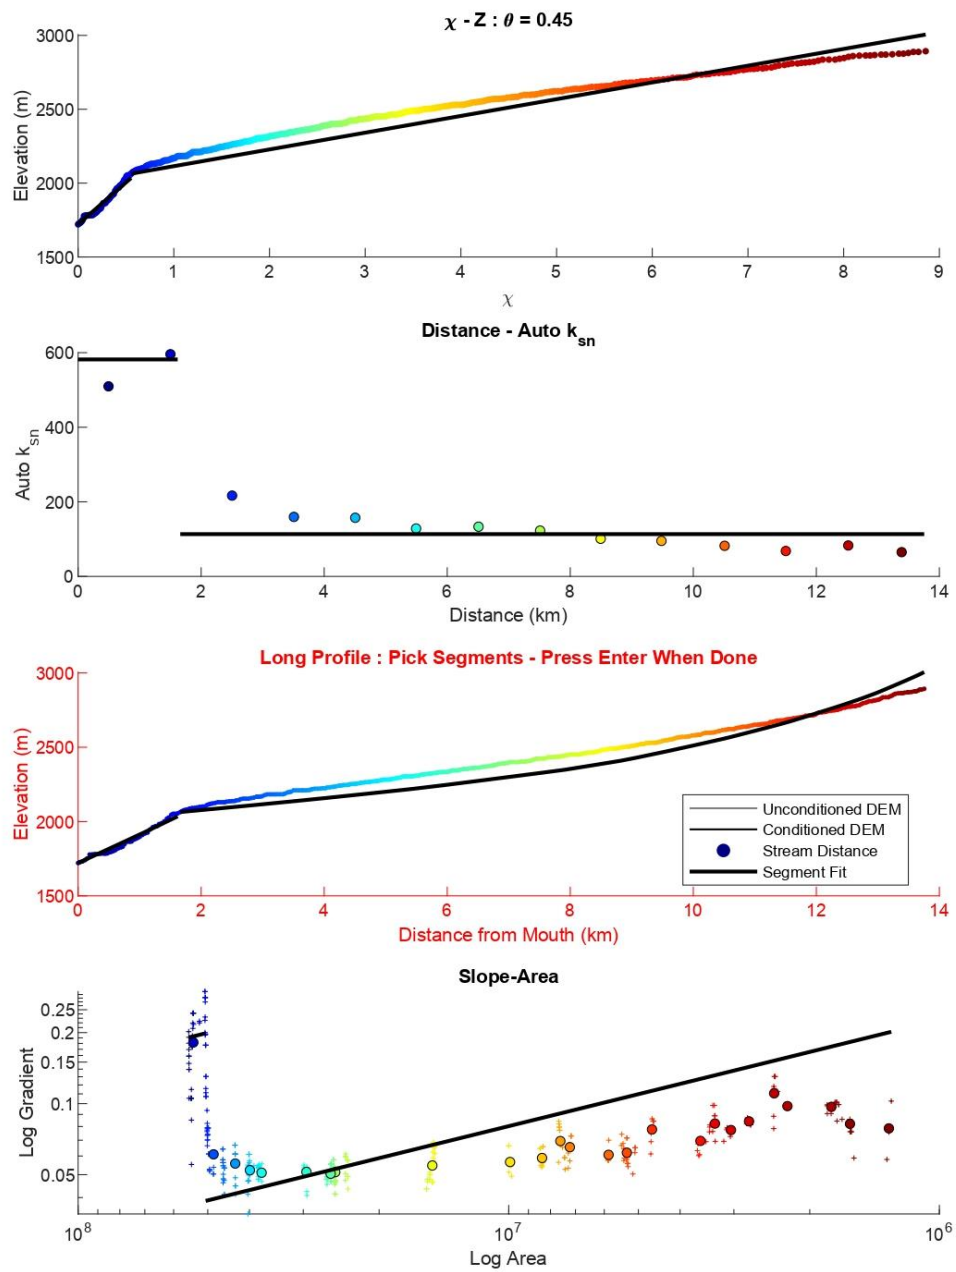 χ - Z : θ = 0.45
Elevation (m)
3000
2500
2000
1500
0 1 2 3 4 5 6 7 8 9
χ
Distance - Auto ksn
Auto ksn
600
400
200
0
0 2 4 6 8 10 12 14
Distance (km)
Long Profile : Pick Segments - Press Enter When Done
Elevation (m)
3000
2500
2000
1500
Unconditioned DEM
Conditioned DEM
Stream Distance
Segment Fit
0 2 4 6 8 10 12 14
Distance from Mouth (km)
Slope-Area
Log Gradient
0.25
0.2
0.15
0.1
0.05
10^8 10^7 10^6
Log Area